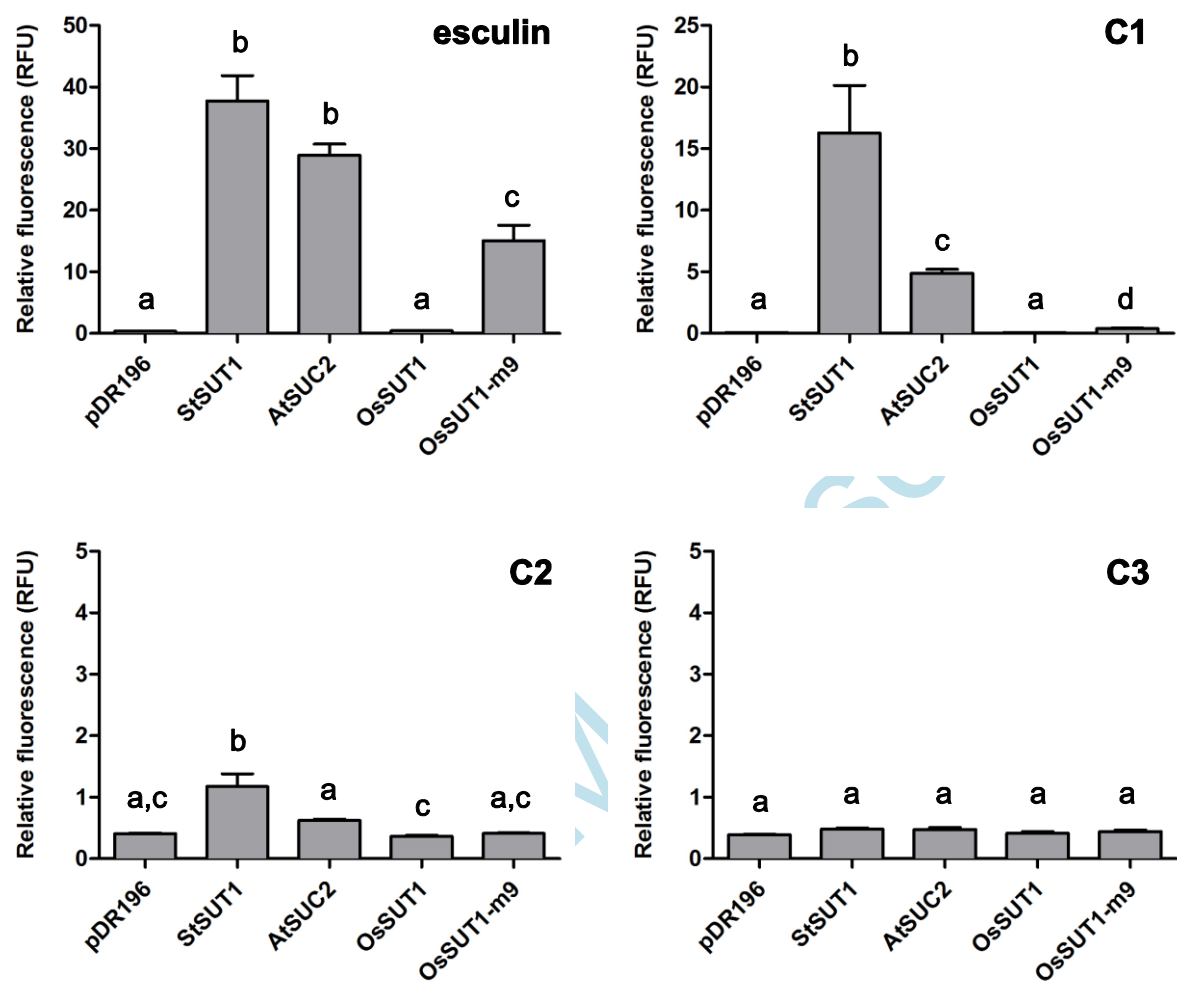 esculin
Relative fluorescence (RFU)
50
40
30
20
10
0
a
b
b
a
c
pDR196
StSUT1
AtSUC2
OsSUT1
OsSUT1-m9
C1
Relative fluorescence (RFU)
25
20
15
10
5
0
a
b
c
a
d
pDR196
StSUT1
AtSUC2
OsSUT1
OsSUT1-m9
C2
Relative fluorescence (RFU)
5
4
3
2
1
0
a,c
b
a
c
a,c
pDR196
StSUT1
AtSUC2
OsSUT1
OsSUT1-m9
C3
Relative fluorescence (RFU)
5
4
3
2
1
0
a
a
a
a
a
pDR196
StSUT1
AtSUC2
OsSUT1
OsSUT1-m9